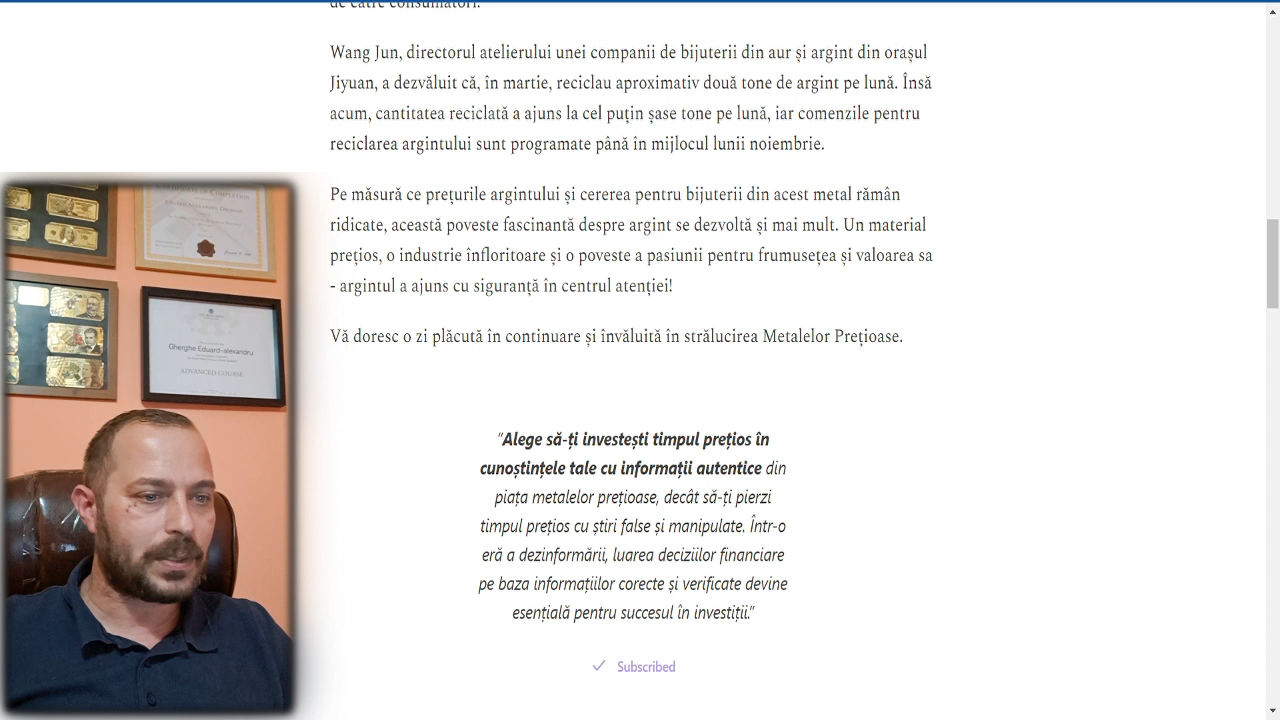 de către consumatori.
Wang Jun, directorul atelierului unei companii de bijuterii din aur și argint din orașul
Jiyuan, a dezvăluit că, în martie, reciclau aproximativ două tone de argint pe lună. Însă
acum, cantitatea reciclată a ajuns la cel puțin șase tone pe lună, iar comenzile pentru
reciclarea argintului sunt programate până în mijlocul lunii noiembrie.
Pe măsură ce prețurile argintului și cererea pentru bijuterii din acest metal rămân
ridicate, această poveste fascinantă despre argint se dezvoltă și mai mult. Un material
prețios, o industrie înfloritoare și o poveste a pasiunii pentru frumusețea și valoarea sa
- argintul a ajuns cu siguranță în centrul atenției!
Vă doresc o zi plăcută în continuare și învăluită în strălucirea Metalelor Prețioase.
"Alege să-ți investești timpul prețios în
cunoștințele tale cu informații autentice din
piața metalelor prețioase, decât să-ți pierzi
timpul prețios cu știri false și manipulate. Într-o
eră a dezinformării, luarea deciziilor financiare
pe baza informațiilor corecte și verificate devine
esențială pentru succesul în investiții."
Subscribed
Gherghe Eduard-alexandru
ADVANCED COURSE